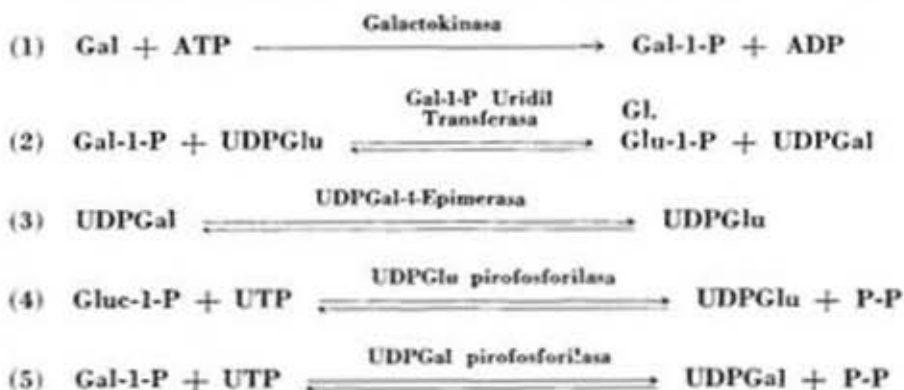 Galactokinasa
(1) Gal + ATP → Gal-1-P + ADP
Gal-1-P Uridil
Transferasa
Gl.
(2) Gal-1-P + UDPGlu ⇌ Glu-1-P + UDPGal
UDPGal-4-Epimerasa
(3) UDPGal ⇌ UDPGlu
UDPGlu pirofosforilasa
(4) Gluc-1-P + UTP ⇌ UDPGlu + P-P
UDPGal pirofosforilasa
(5) Gal-1-P + UTP ⇌ UDPGal + P-P